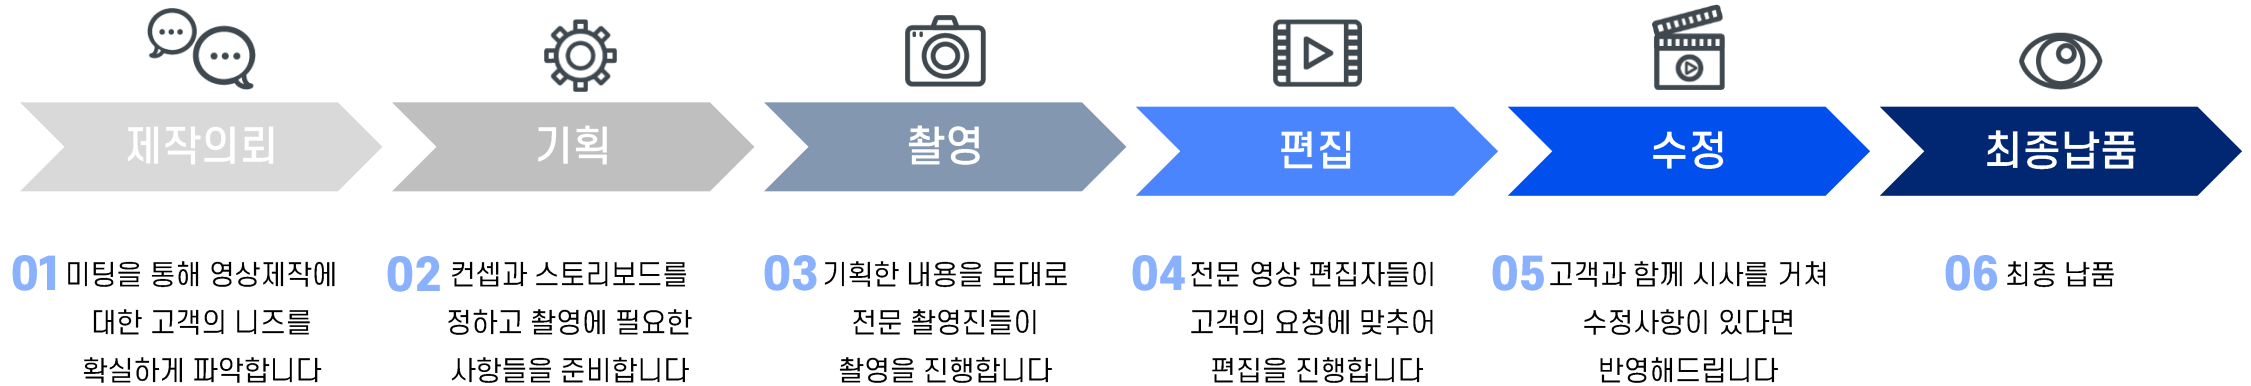 제작의뢰
기획
촬영
편집
수정
최종납품
01 미팅을 통해 영상제작에
대한 고객의 니즈를
확실하게 파악합니다
02 컨셉과 스토리보드를
정하고 촬영에 필요한
사항들을 준비합니다
03 기획한 내용을 토대로
전문 촬영진들이
촬영을 진행합니다
04 전문 영상 편집자들이
고객의 요청에 맞추어
편집을 진행합니다
05 고객과 함께 시사를 거쳐
수정사항이 있다면
반영해드립니다
06 최종 납품